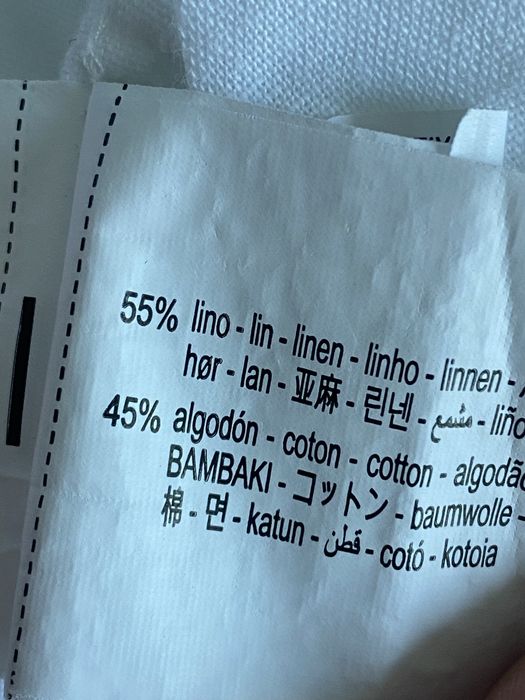 55% lino - lin - linen - linho - linnen -
hør - lan - 亚麻 - 린넨 - مشمع - liño
45% algodón - coton - cotton - algodão
BAMBAKI - コットン - baumwolle -
棉 - 면 - katun - قطن - cotó - kotoia